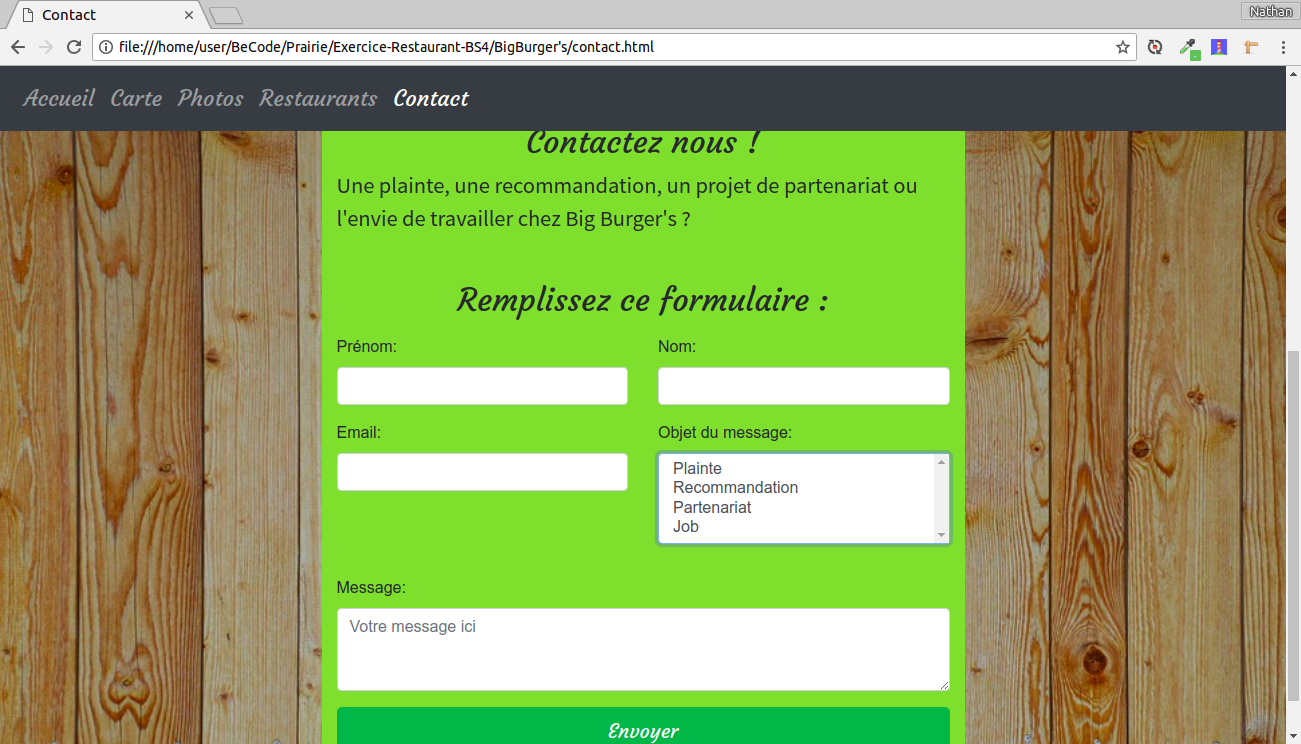 Contact
Nathan
file:///home/user/BeCode/Prairie/Exercice-Restaurant-BS4/BigBurger's/contact.html
Accueil Carte Photos Restaurants Contact
Contactez nous !
Une plainte, une recommandation, un projet de partenariat ou
l'envie de travailler chez Big Burger's ?
Remplissez ce formulaire :
Prénom: Nom:
Email: Objet du message:
Plainte
Recommandation
Partenariat
Job
Message:
Votre message ici
Envoyer